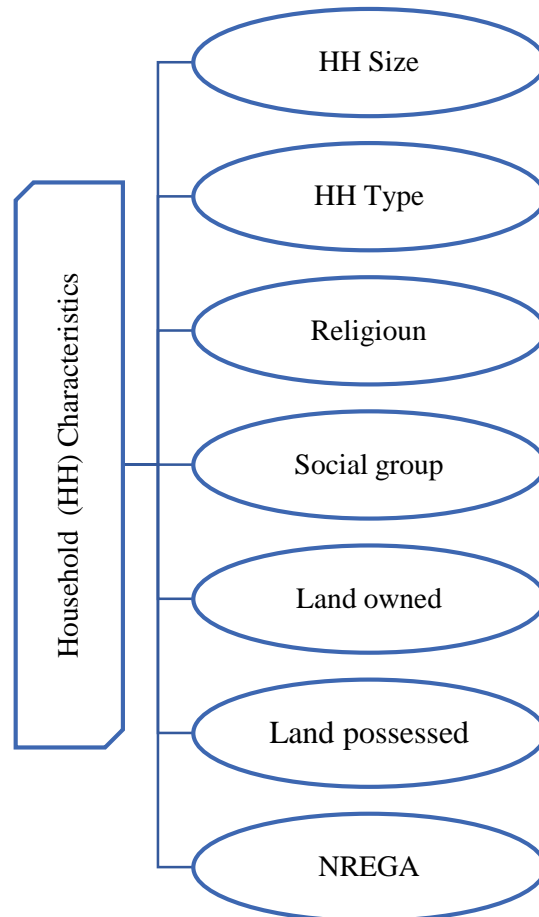 Household (HH) Characteristics
HH Size
HH Type
Religioun
Social group
Land owned
Land possessed
NREGA